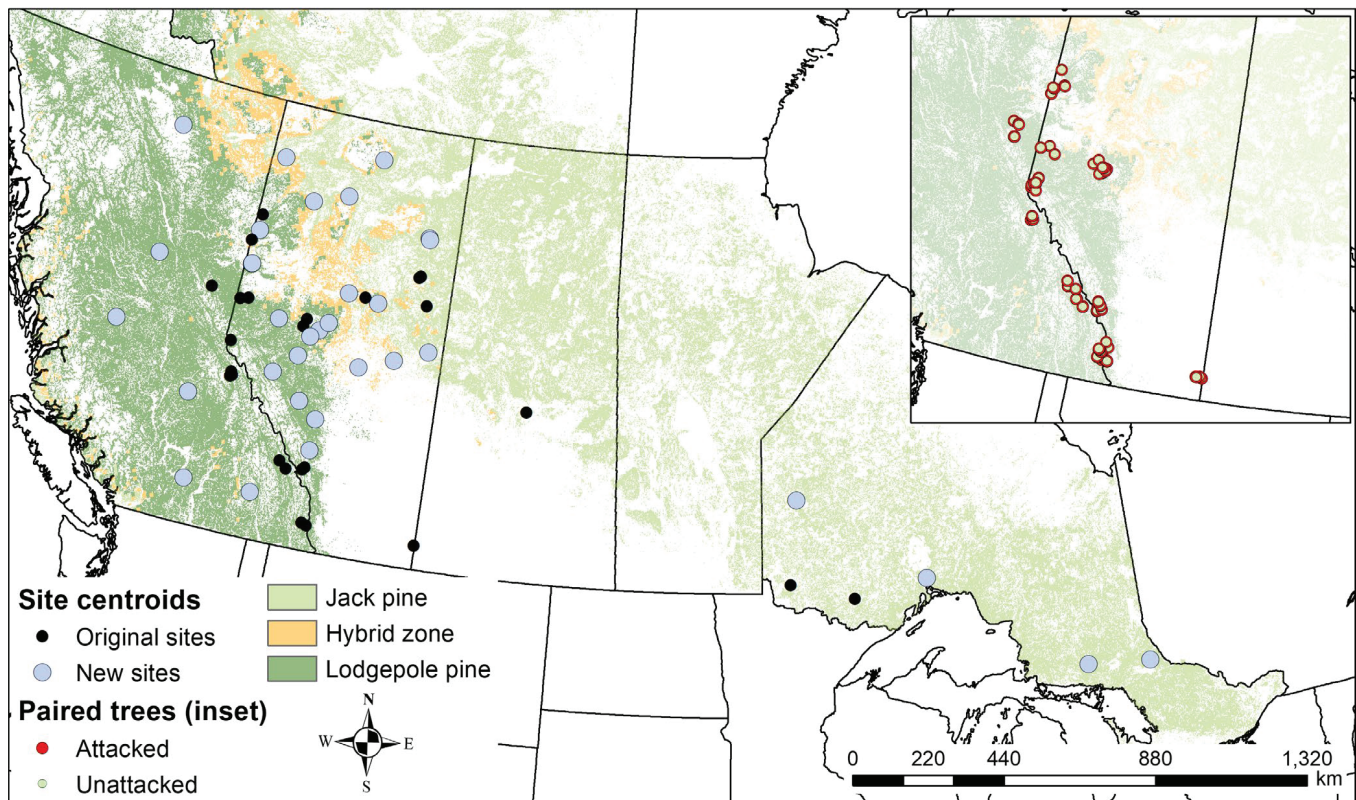 Site centroids
Original sites
New sites
Paired trees (inset)
Attacked
Unattacked
Jack pine
Hybrid zone
Lodgepole pine
N
W E
S
0 220 440 880 1,320
km